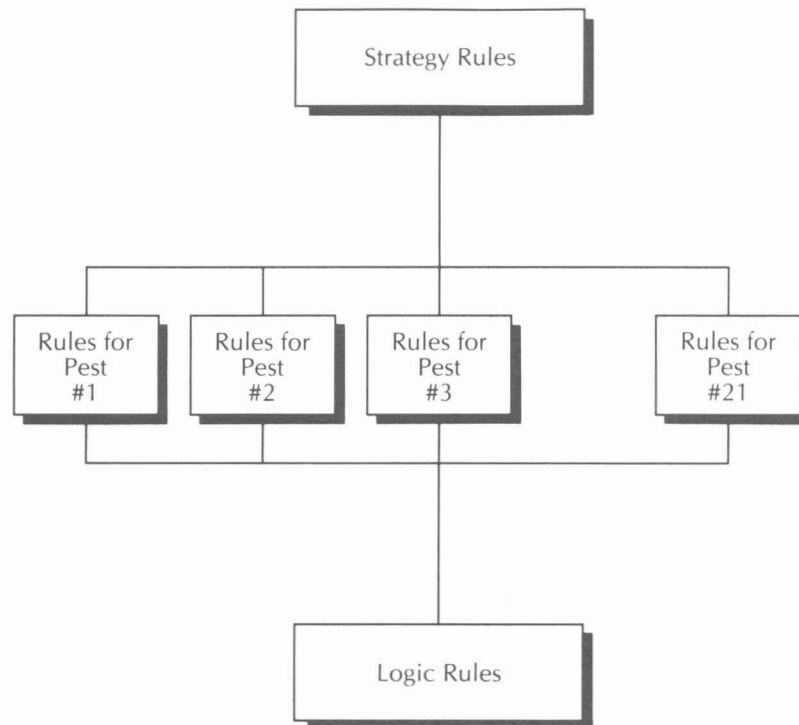 Strategy Rules
Rules for
Pest
#1
Rules for
Pest
#2
Rules for
Pest
#3
Rules for
Pest
#21
Logic Rules